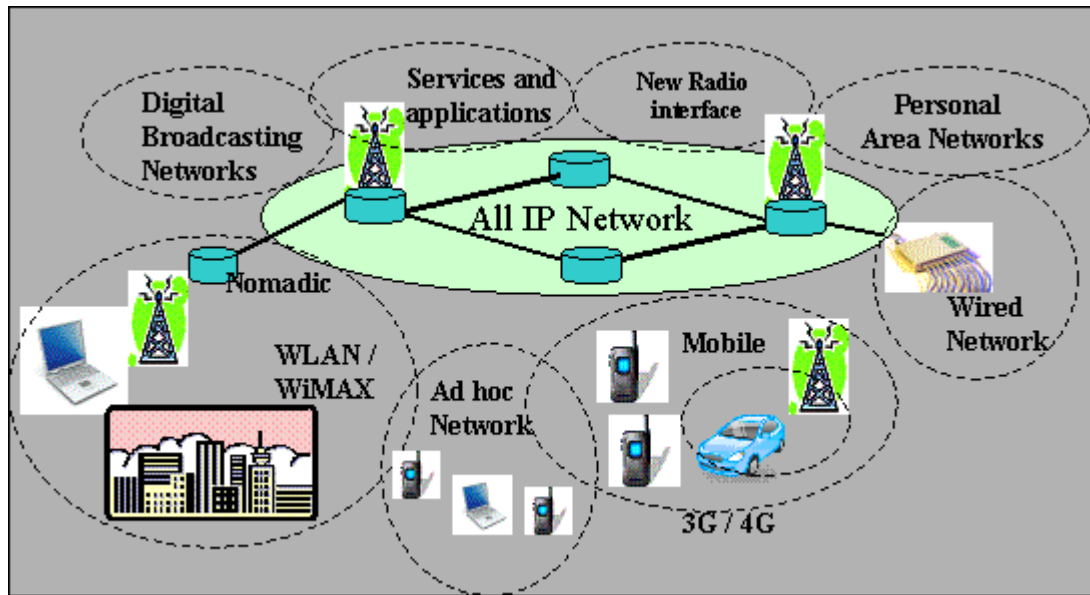 Digital
Broadcasting
Networks
Services and
applications
New Radio
interface
Personal
Area Networks
All IP Network
Nomadic
WLAN /
WiMAX
Ad hoc
Network
Mobile
3G / 4G
Wired
Network